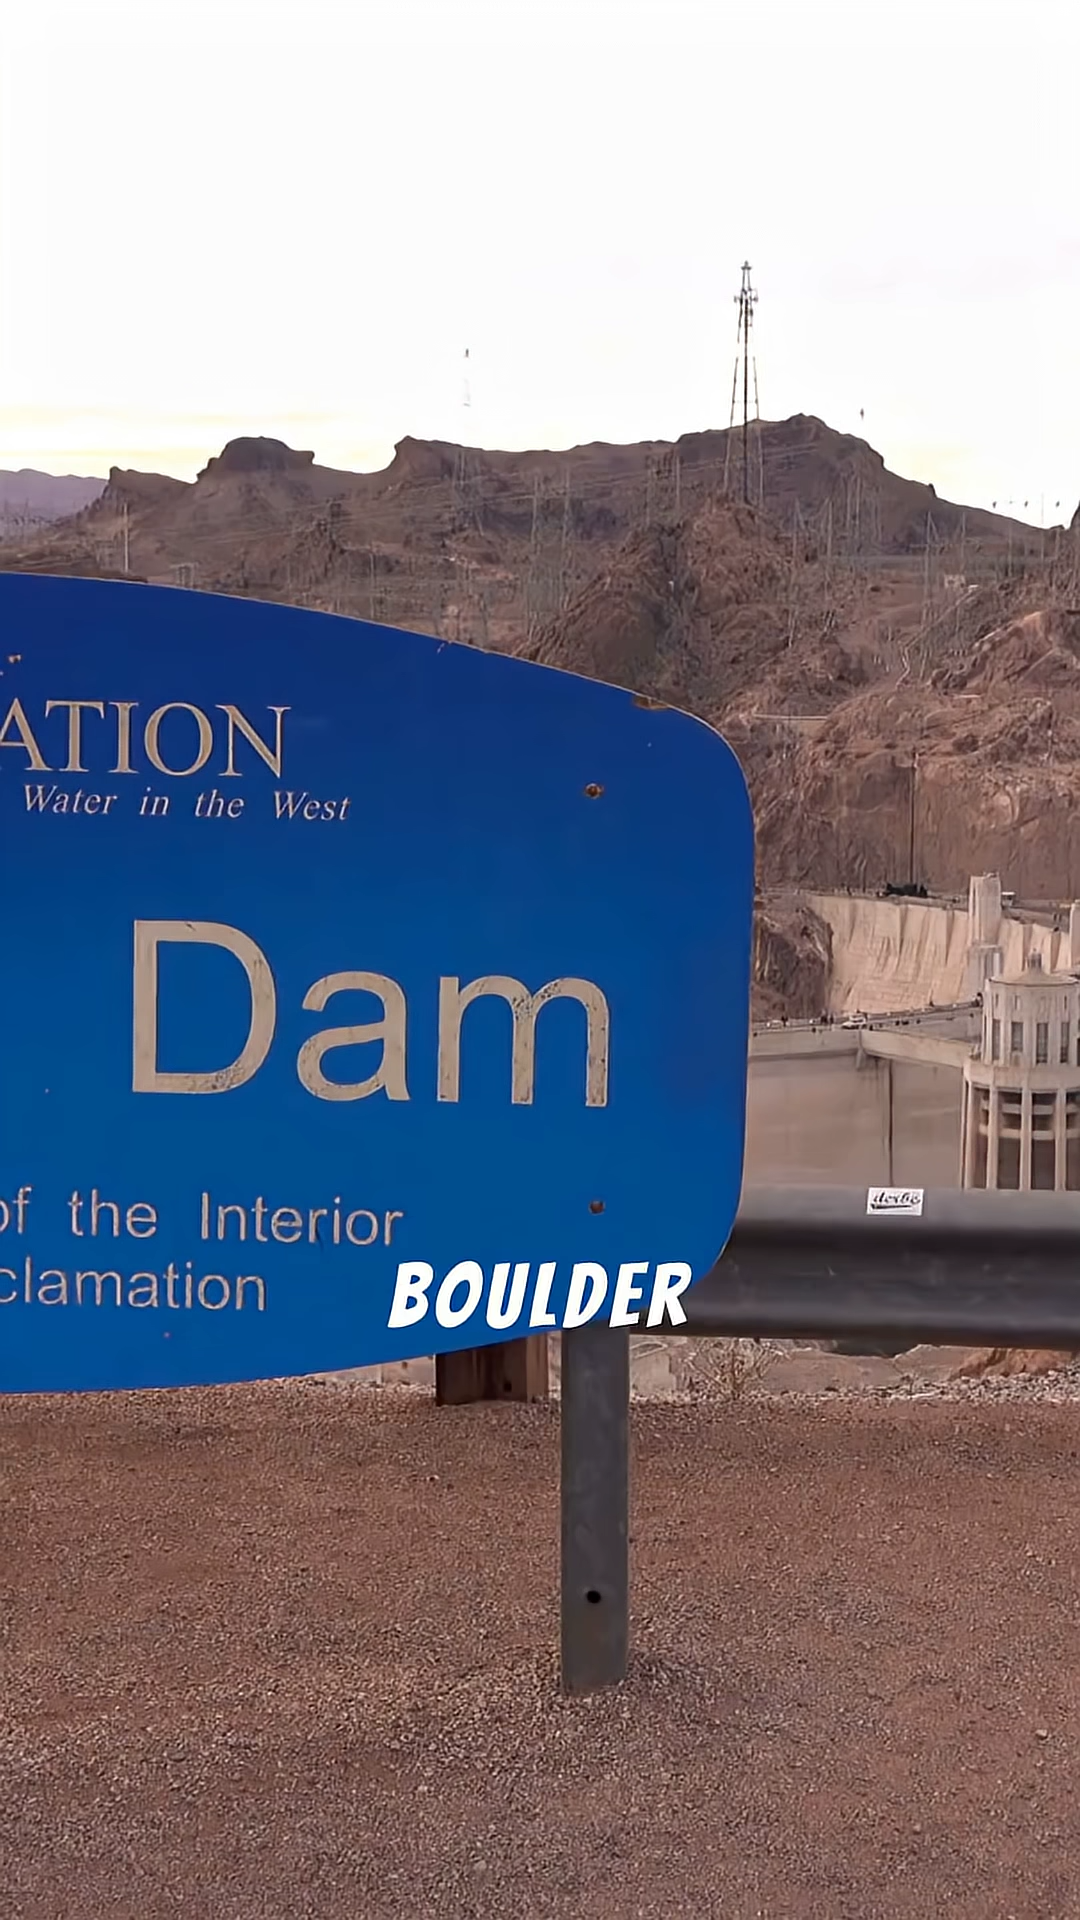 ATION
Water in the West
Dam
of the Interior
clamation
BOULDER